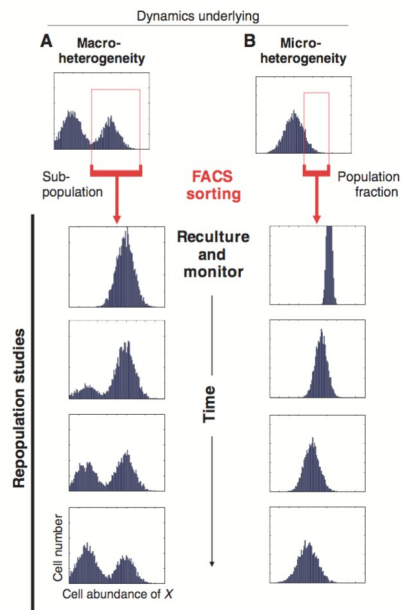 Dynamics underlying
A
Macro-
heterogeneity
B
Micro-
heterogeneity
Sub-
population
FACS
sorting
Population
fraction
Reculture
and
monitor
Repopulation studies
Time
Cell number
Cell abundance of X